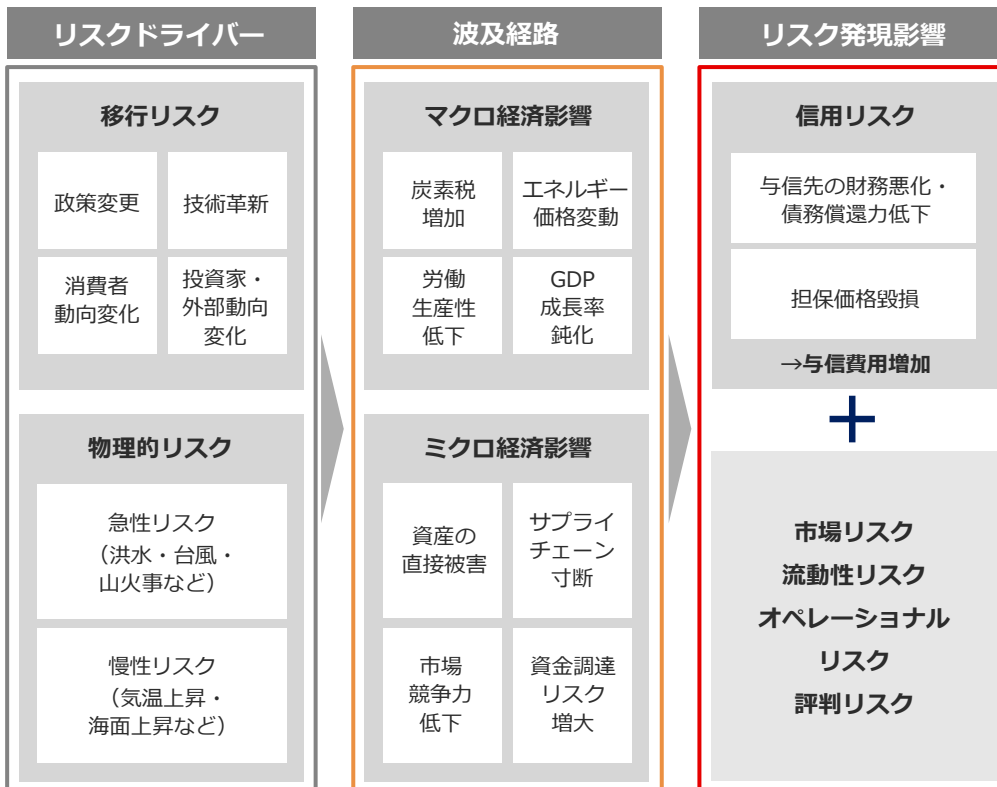 リスクドライバー
移行リスク
政策変更
技術革新
消費者
動向変化
投資家・
外部動向
変化
物理的リスク
急性リスク
（洪水・台風・
山火事など）
慢性リスク
（気温上昇・
海面上昇など）
波及経路
マクロ経済影響
炭素税
増加
エネルギー
価格変動
労働
生産性
低下
GDP
成長率
鈍化
ミクロ経済影響
資産の
直接被害
サプライ
チェーン
寸断
市場
競争力
低下
資金調達
リスク
増大
リスク発現影響
信用リスク
与信先の財務悪化・
債務償還力低下
担保価格毀損
→与信費用増加
＋
市場リスク
流動性リスク
オペレーショナル
リスク
評判リスク